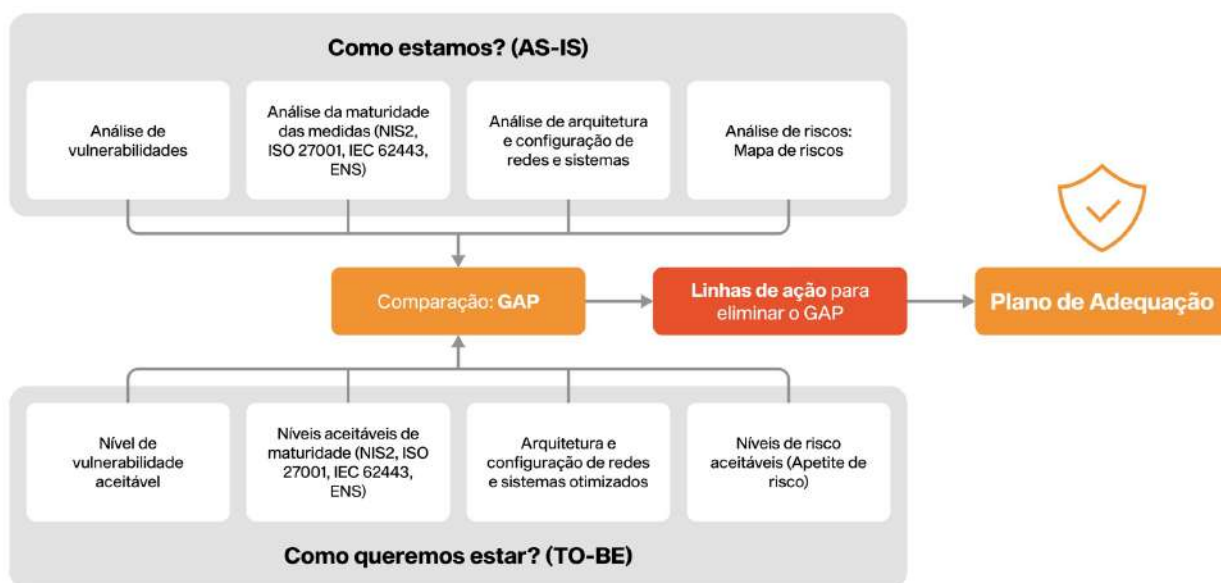 Como estamos? (AS-IS)
Análise de
vulnerabilidades
Análise da maturidade
das medidas (NIS2,
ISO 27001, IEC 62443,
ENS)
Análise de arquitetura
e configuração de
redes e sistemas
Análise de riscos:
Mapa de riscos
Comparação: GAP
Linhas de ação para
eliminar o GAP
Plano de Adequação
Nível de
vulnerabilidade
aceitável
Níveis aceitáveis de
maturidade (NIS2, ISO
27001, IEC 62443,
ENS)
Arquitetura e
configuração de redes
e sistemas otimizados
Níveis de risco
aceitáveis (Apetite de
risco)
Como queremos estar? (TO-BE)